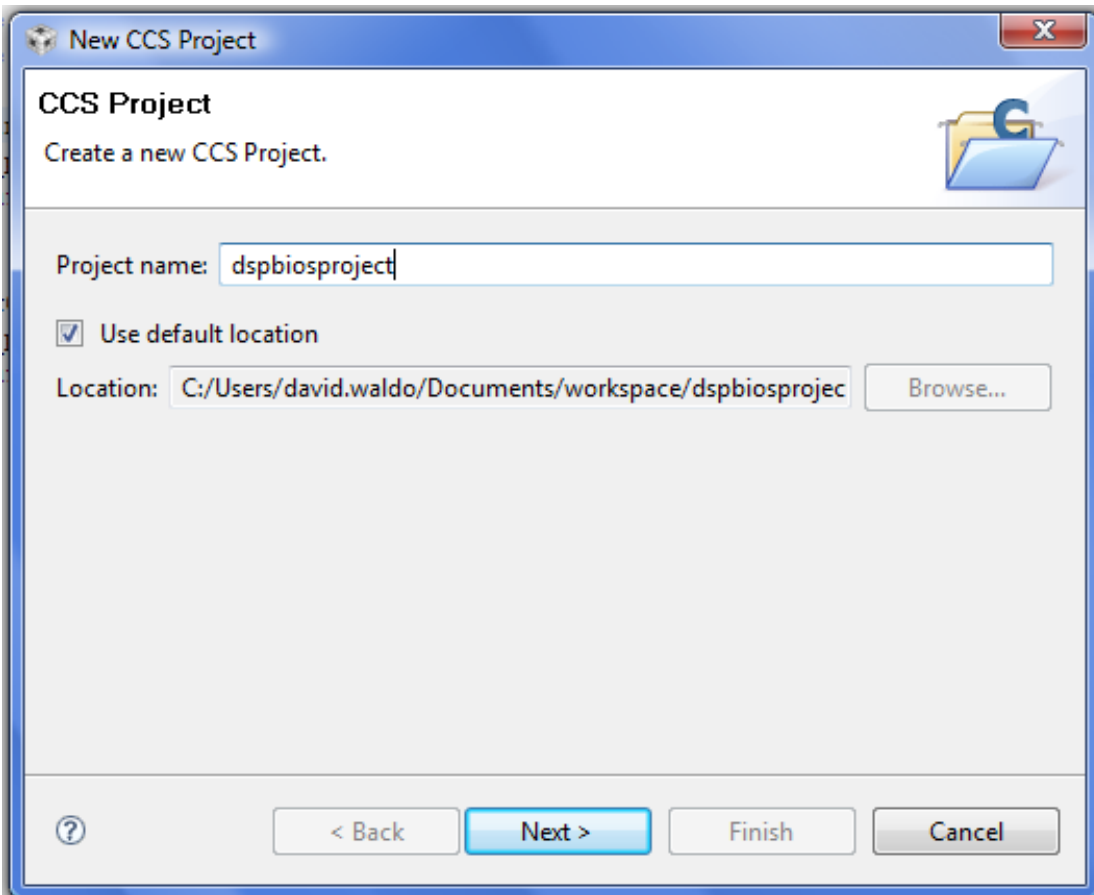 New CCS Project
CCS Project
Create a new CCS Project.
Project name: dspbiosproject
Use default location
Location: C:/Users/david.waldo/Documents/workspace/dspbiosprojec Browse...
< Back Next > Finish Cancel